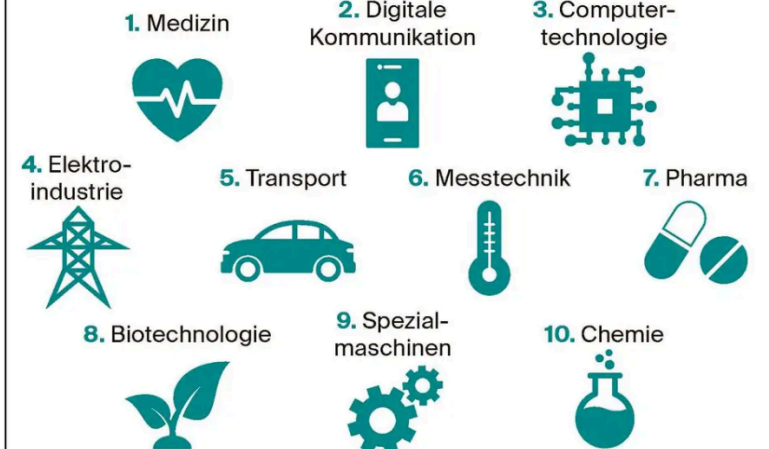 1. Medizin
2. Digitale
Kommunikation
3. Computer-
technologie
4. Elektro-
industrie
5. Transport
6. Messtechnik
7. Pharma
8. Biotechnologie
9. Spezial-
maschinen
10. Chemie